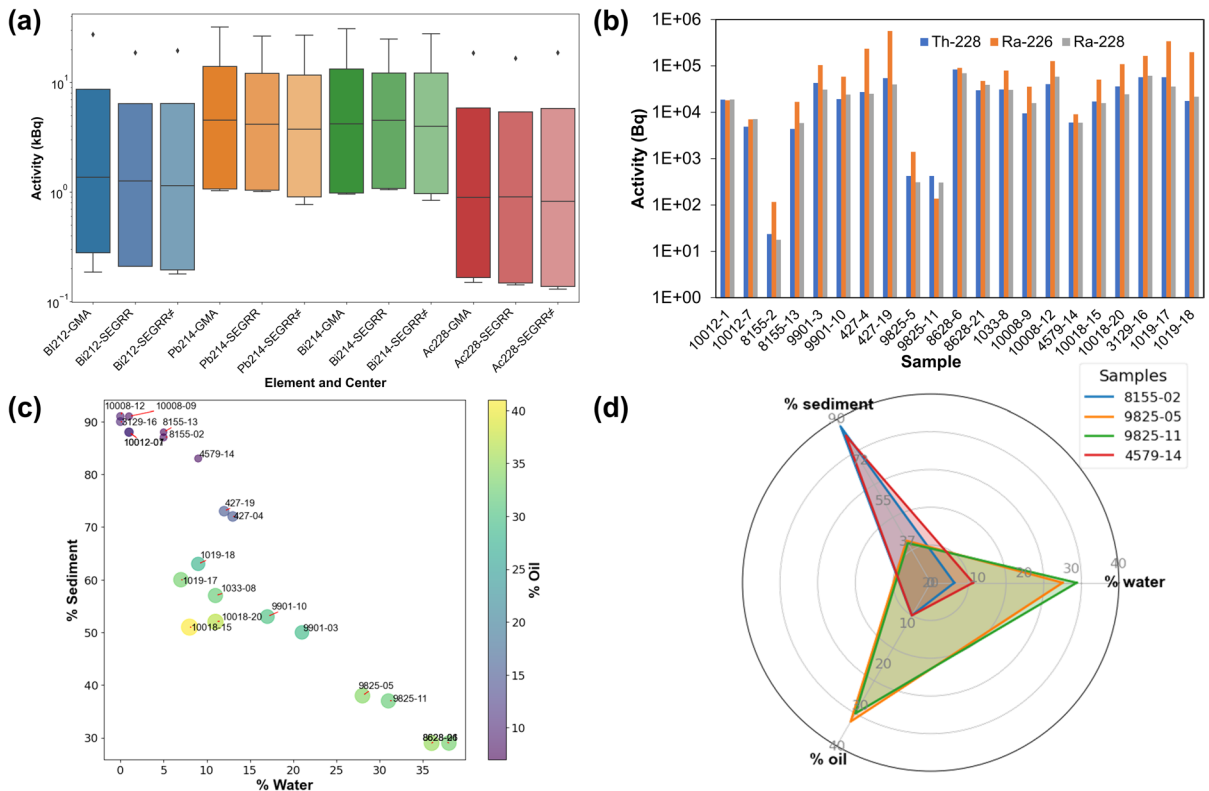 (a)
Activity (kBq)
10¹
10⁰
10⁻¹
Bi212-GMA
Bi212-SEGRR
Bi212-SEGRR≠
Pb214-GMA
Pb214-SEGRR
Pb214-SEGRR≠
Bi214-GMA
Bi214-SEGRR
Bi214-SEGRR≠
Ac228-GMA
Ac228-SEGRR
Ac228-SEGRR≠
Element and Center
(b)
Activity (Bq)
1E+06
1E+05
1E+04
1E+03
1E+02
1E+01
1E+00
Th-228 Ra-226 Ra-228
10012-1
10012-7
8155-2
8155-13
9901-3
9901-10
427-4
427-19
9825-5
9825-11
8628-6
8628-21
1033-8
10008-9
10008-12
4579-14
10018-15
10018-20
3129-16
1019-17
1019-18
Sample
(c)
% Sediment
90
80
70
60
50
40
30
10008-12
10008-09
3129-16
8155-13
8155-02
4579-14
427-19
427-04
1019-18
1019-17
1033-08
10018-20
10018-15
9901-10
9901-03
9825-05
9825-11
0 5 10 15 20 25 30 35
% Water
40
35
30
25
20
15
10
% Oil
(d)
Samples
8155-02
9825-05
9825-11
4579-14
% sediment
90
72
55
37
% water
10
20
30
40
% oil
10
20
30
40